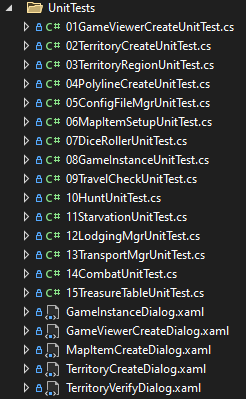 UnitTests
C# 01GameViewerCreateUnitTest.cs
C# 02TerritoryCreateUnitTest.cs
C# 03TerritoryRegionUnitTest.cs
C# 04PolylineCreateUnitTest.cs
C# 05ConfigFileMgrUnitTest.cs
C# 06MapItemSetupUnitTest.cs
C# 07DiceRollerUnitTest.cs
C# 08GameInstanceUnitTest.cs
C# 09TravelCheckUnitTest.cs
C# 10HuntUnitTest.cs
C# 11StarvationUnitTest.cs
C# 12LodgingMgrUnitTest.cs
C# 13TransportMgrUnitTest.cs
C# 14CombatUnitTest.cs
C# 15TreasureTableUnitTest.cs
GameInstanceDialog.xaml
GameViewerCreateDialog.xaml
MapItemCreateDialog.xaml
TerritoryCreateDialog.xaml
TerritoryVerifyDialog.xaml